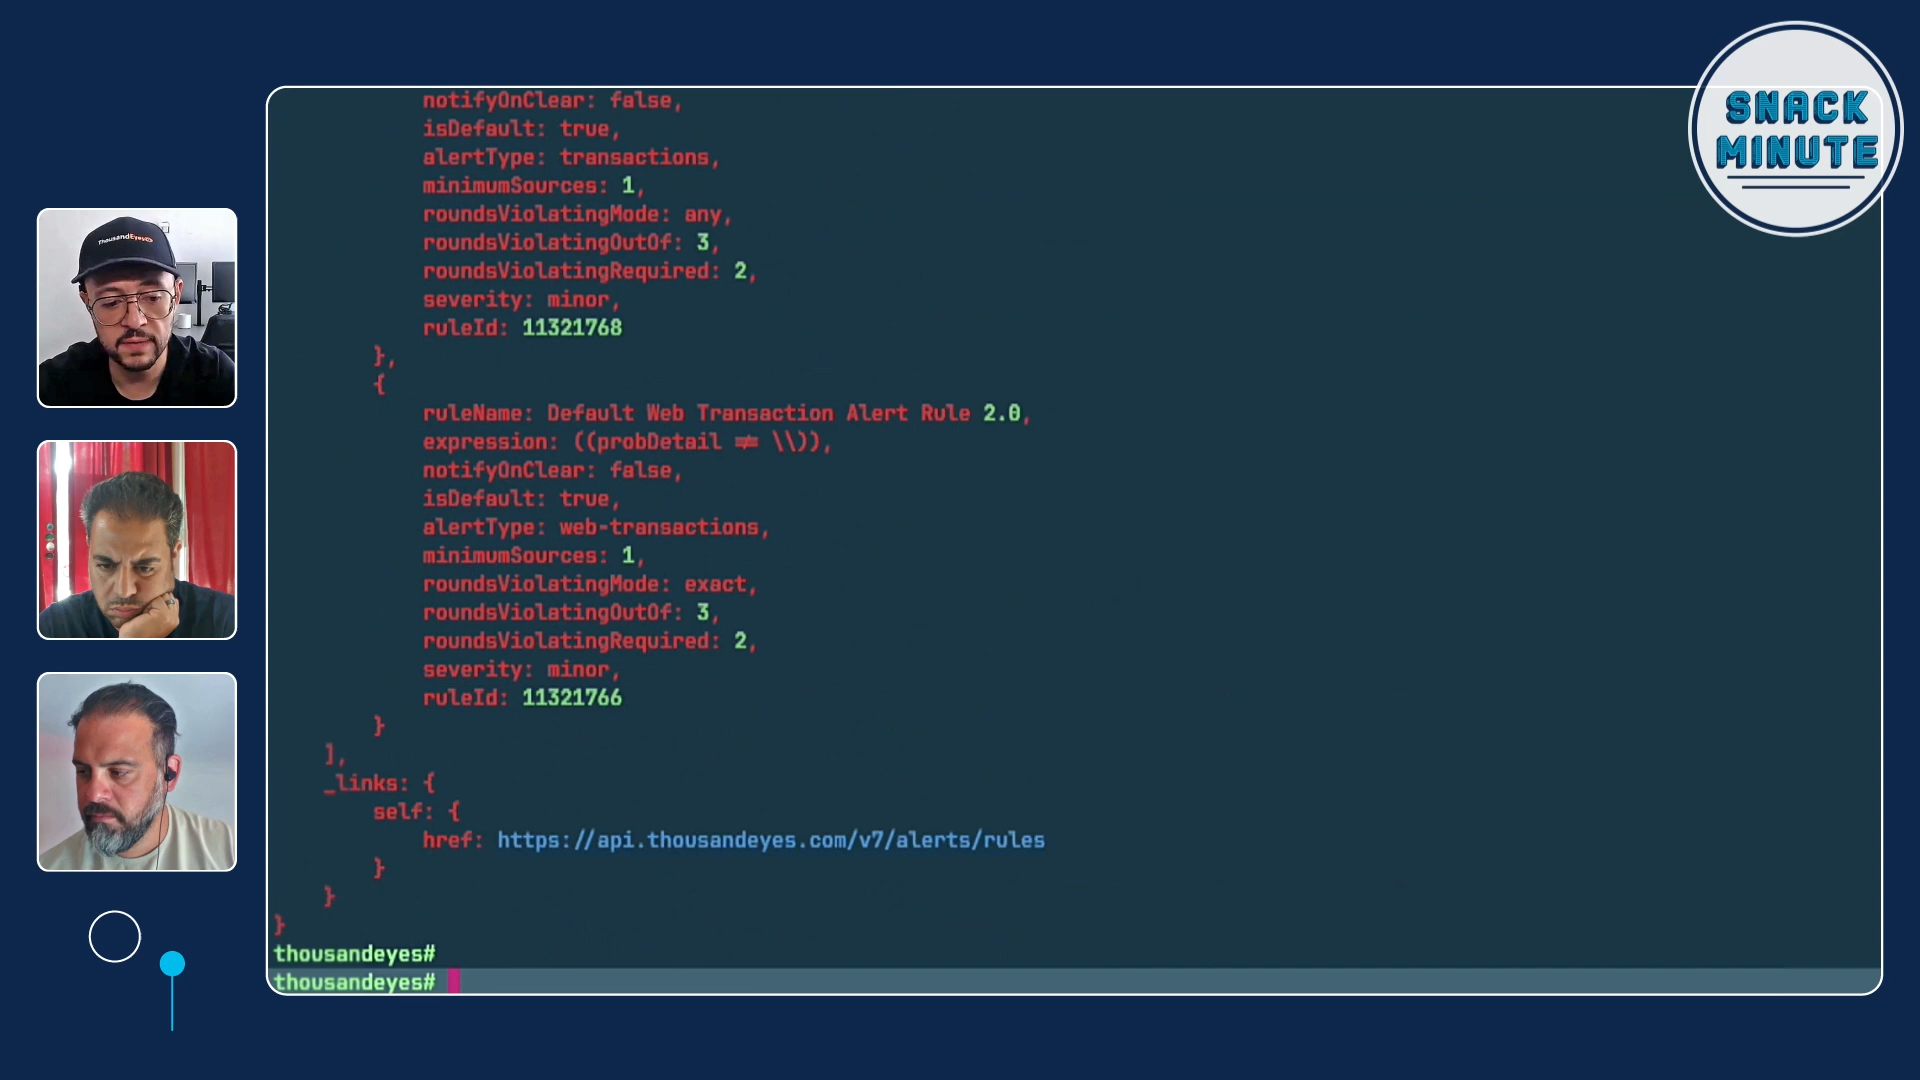 SNACK
MINUTE
ThousandEyes
notifyOnClear: false,
isDefault: true,
alertType: transactions,
minimumSources: 1,
roundsViolatingMode: any,
roundsViolatingOutOf: 3,
roundsViolatingRequired: 2,
severity: minor,
ruleId: 11321768
},
{
ruleName: Default Web Transaction Alert Rule 2.0,
expression: ((probDetail ≠ \\)),
notifyOnClear: false,
isDefault: true,
alertType: web-transactions,
minimumSources: 1,
roundsViolatingMode: exact,
roundsViolatingOutOf: 3,
roundsViolatingRequired: 2,
severity: minor,
ruleId: 11321766
}
],
_links: {
self: {
href: https://api.thousandeyes.com/v7/alerts/rules
}
}
}
thousandeyes#
thousandeyes#